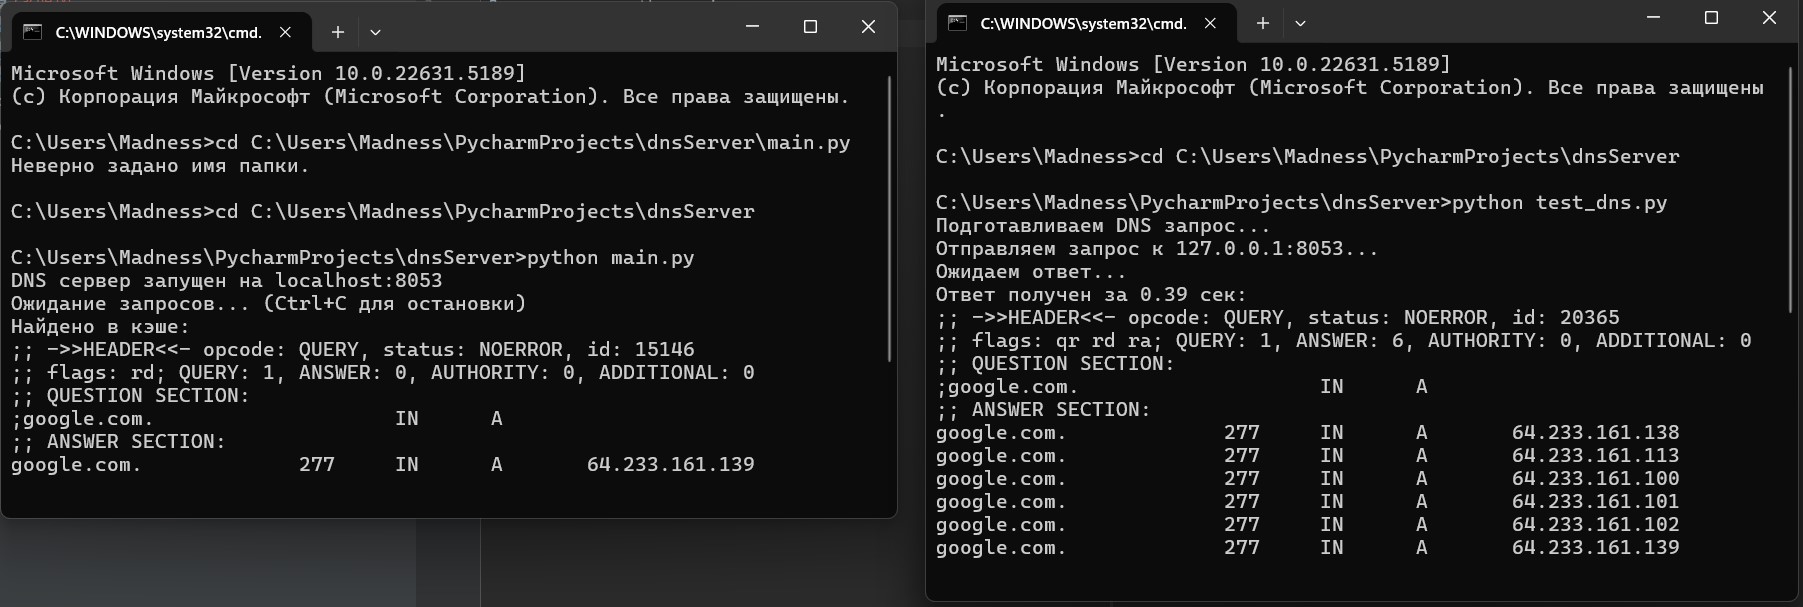 C:\WINDOWS\system32\cmd.
Microsoft Windows [Version 10.0.22631.5189]
(c) Корпорация Майкрософт (Microsoft Corporation). Все права защищены.
C:\Users\Madness>cd C:\Users\Madness\PycharmProjects\dnsServer\main.py
Неверно задано имя папки.
C:\Users\Madness>cd C:\Users\Madness\PycharmProjects\dnsServer
C:\Users\Madness\PycharmProjects\dnsServer>python main.py
DNS сервер запущен на localhost:8053
Ожидание запросов... (Ctrl+C для остановки)
Найдено в кэше:
;; ->>HEADER<<- opcode: QUERY, status: NOERROR, id: 15146
;; flags: rd; QUERY: 1, ANSWER: 0, AUTHORITY: 0, ADDITIONAL: 0
;; QUESTION SECTION:
;google.com. IN A
;; ANSWER SECTION:
google.com. 277 IN A 64.233.161.139
C:\WINDOWS\system32\cmd.
Microsoft Windows [Version 10.0.22631.5189]
(c) Корпорация Майкрософт (Microsoft Corporation). Все права защищены
.
C:\Users\Madness>cd C:\Users\Madness\PycharmProjects\dnsServer
C:\Users\Madness\PycharmProjects\dnsServer>python test_dns.py
Подготавливаем DNS запрос...
Отправляем запрос к 127.0.0.1:8053...
Ожидаем ответ...
Ответ получен за 0.39 сек:
;; ->>HEADER<<- opcode: QUERY, status: NOERROR, id: 20365
;; flags: qr rd ra; QUERY: 1, ANSWER: 6, AUTHORITY: 0, ADDITIONAL: 0
;; QUESTION SECTION:
;google.com. IN A
;; ANSWER SECTION:
google.com. 277 IN A 64.233.161.138
google.com. 277 IN A 64.233.161.113
google.com. 277 IN A 64.233.161.100
google.com. 277 IN A 64.233.161.101
google.com. 277 IN A 64.233.161.102
google.com. 277 IN A 64.233.161.139